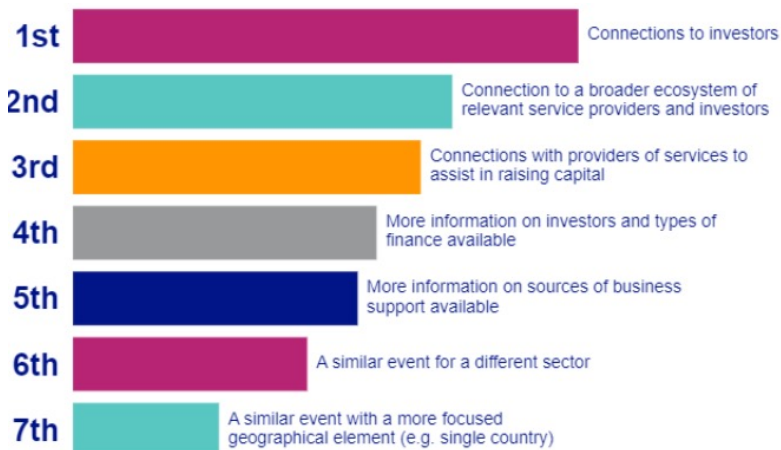 1st
Connections to investors
2nd
Connection to a broader ecosystem of
relevant service providers and investors
3rd
Connections with providers of services to
assist in raising capital
4th
More information on investors and types of
finance available
5th
More information on sources of business
support available
6th
A similar event for a different sector
7th
A similar event with a more focused
geographical element (e.g. single country)